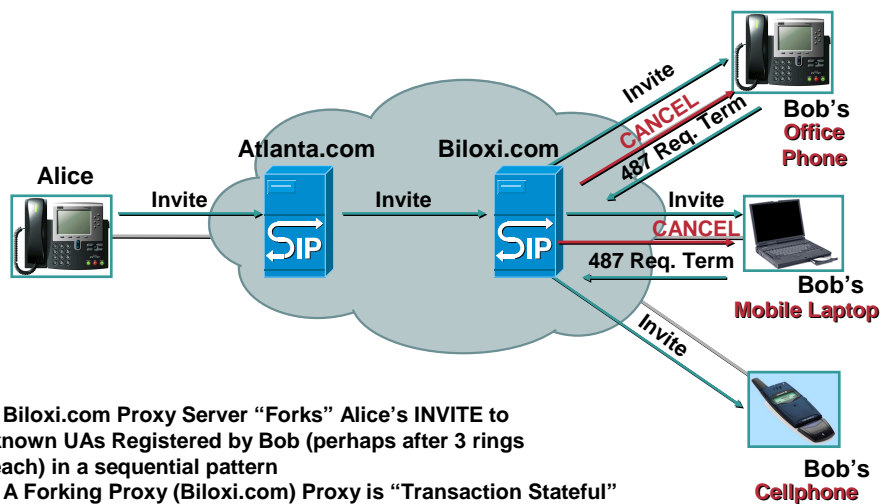 Invite
CANCEL
487 Req. Term
Bob's
Office
Phone
Atlanta.com
Biloxi.com
Alice
Invite
Invite
Invite
CANCEL
487 Req. Term
Bob's
Mobile Laptop
SIP
SIP
Invite
Biloxi.com Proxy Server “Forks” Alice’s INVITE to
known UAs Registered by Bob (perhaps after 3 rings
each) in a sequential pattern
A Forking Proxy (Biloxi.com) Proxy is “Transaction Stateful”
Bob's
Cellphone